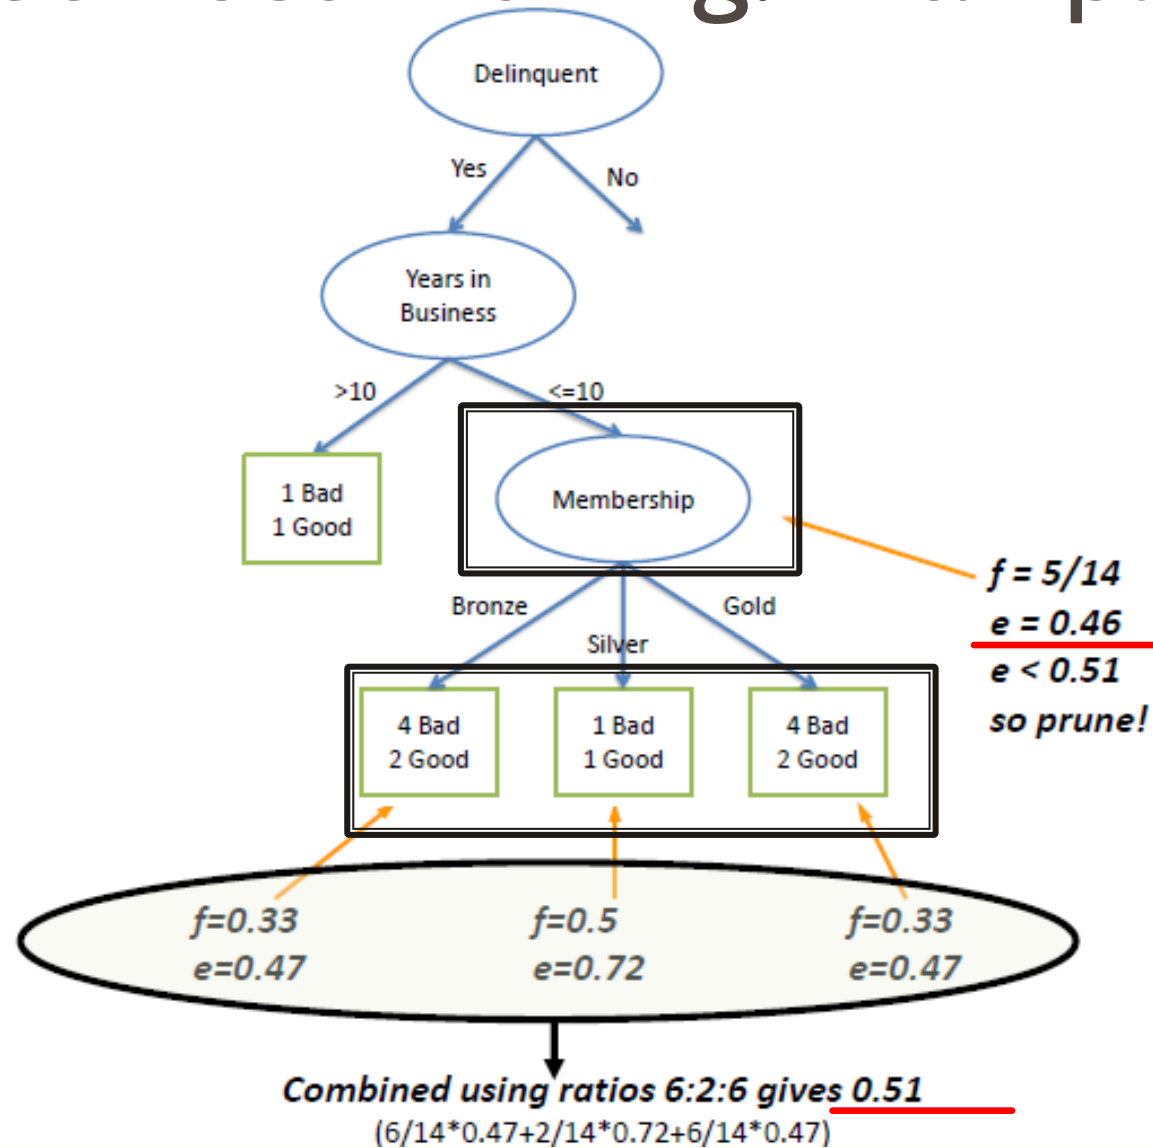 Delinquent
Yes
No
Years in
Business
>10
<=10
1 Bad
1 Good
Membership
f = 5/14
e = 0.46
e < 0.51
so prune!
Bronze
Silver
Gold
4 Bad
2 Good
1 Bad
1 Good
4 Bad
2 Good
f=0.33
e=0.47
f=0.5
e=0.72
f=0.33
e=0.47
Combined using ratios 6:2:6 gives 0.51
(6/14*0.47+2/14*0.72+6/14*0.47)